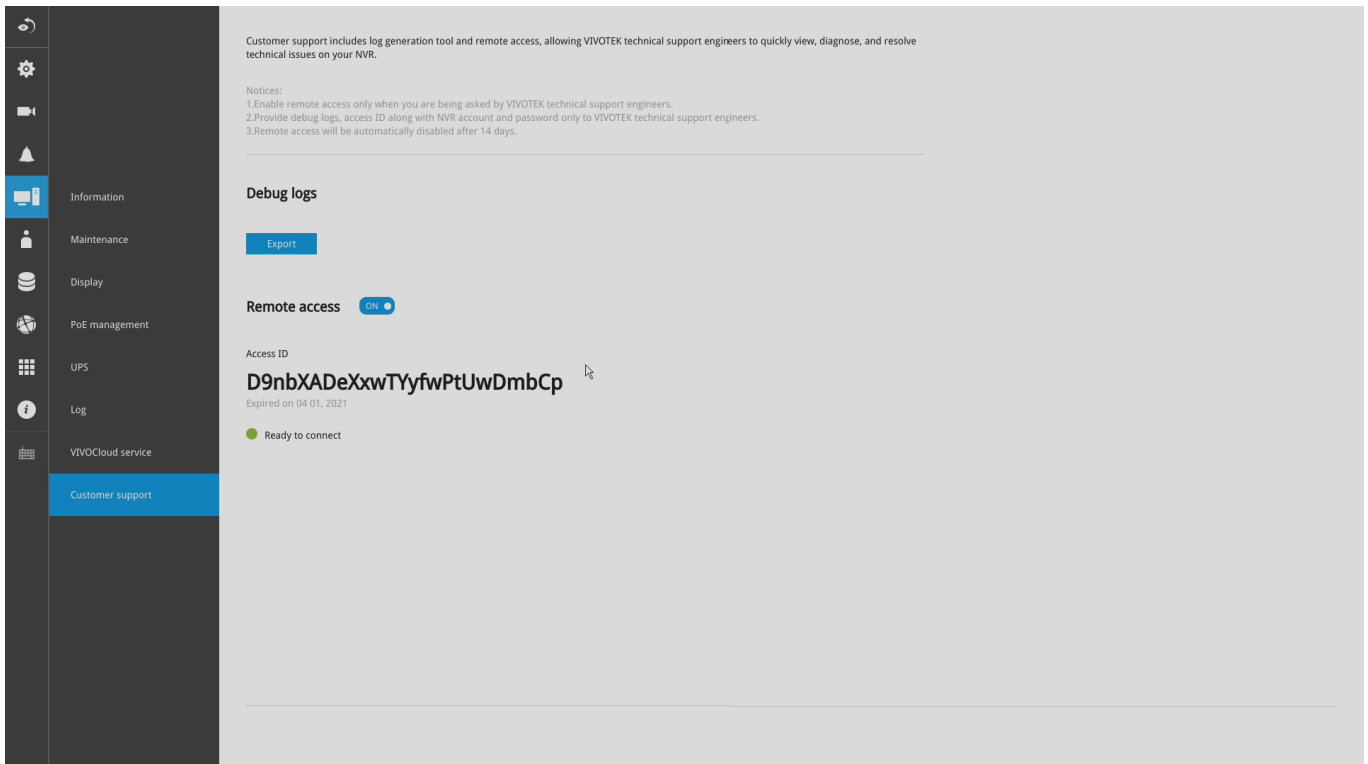 Customer support includes log generation tool and remote access, allowing VIVOTEK technical support engineers to quickly view, diagnose, and resolve
technical issues on your NVR.
Notices:
1.Enable remote access only when you are being asked by VIVOTEK technical support engineers.
2.Provide debug logs, access ID along with NVR account and password only to VIVOTEK technical support engineers.
3.Remote access will be automatically disabled after 14 days.
Information
Maintenance
Display
PoE management
UPS
Log
VIVOCloud service
Customer support
Debug logs
Export
Remote access ON
Access ID
D9nbXADeXxwTYyfwPtUwDmbCp
Expired on 04 01, 2021
Ready to connect